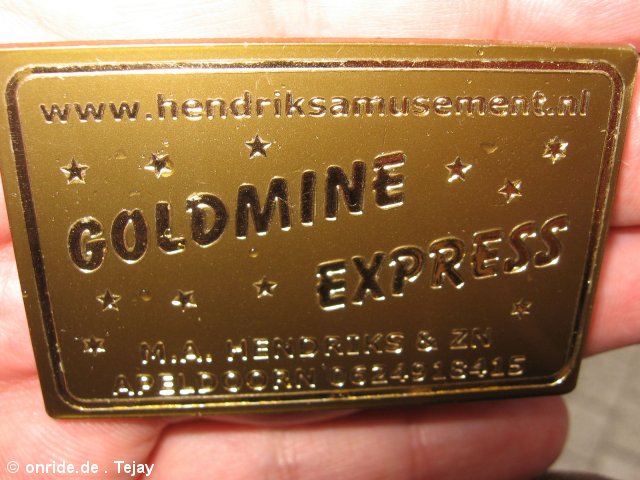 www.hendriksamusement.nl
GOLDMINE
EXPRESS
M.A. HENDRIKS & ZN
APELDOORN 0624918415
© onride.de . Tejay